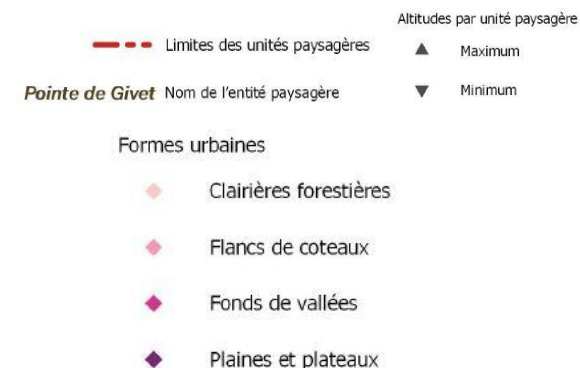 Altitudes par unité paysagère
Limites des unités paysagères
Maximum
Pointe de Givet Nom de l'entité paysagère
Minimum
Formes urbaines
Clairières forestières
Flancs de coteaux
Fonds de vallées
Plaines et plateaux